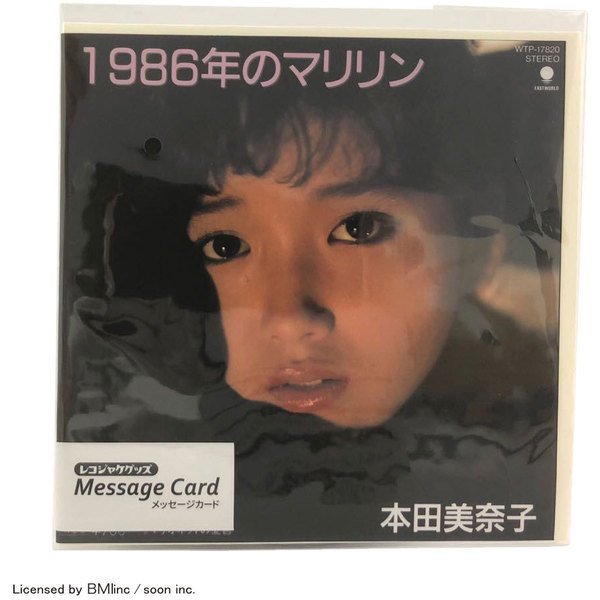 WTP-17820
STEREO
EASTWORLD
1986年のマリリン
レコジャケグッズ
Message Card
メッセージカード
本田美奈子
Licensed by BMIinc / soon inc.